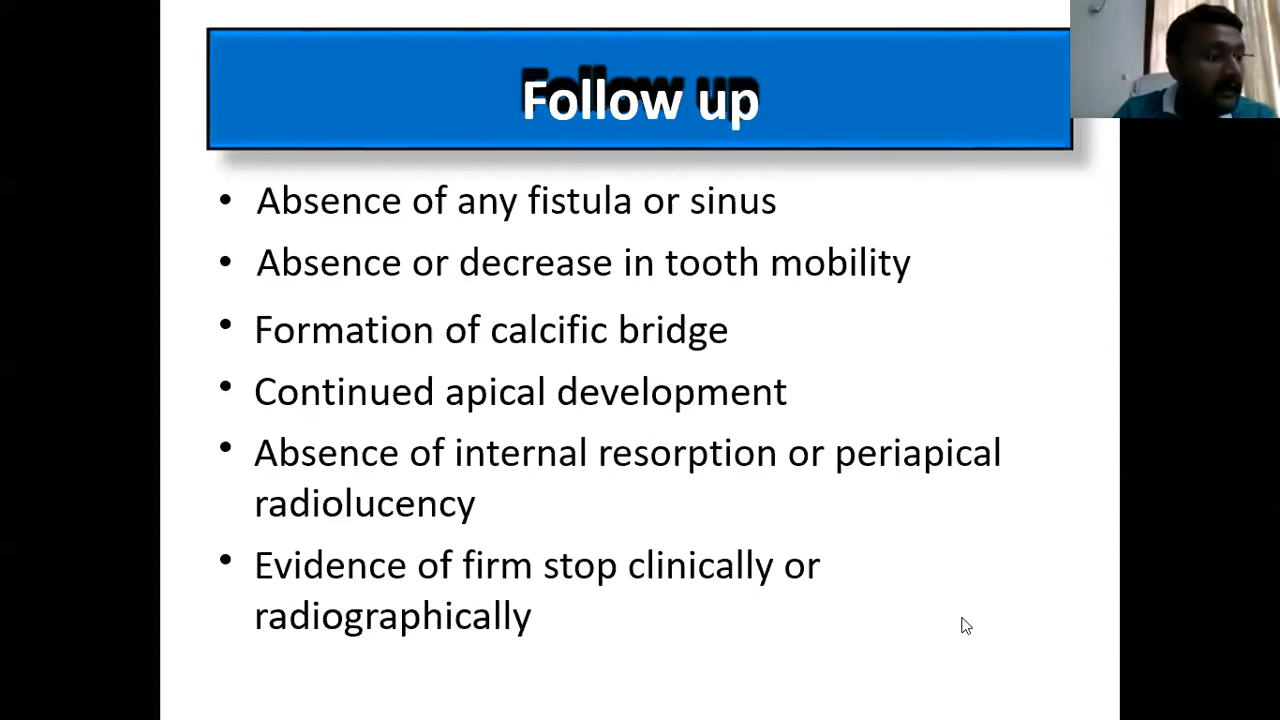 Follow up
• Absence of any fistula or sinus
• Absence or decrease in tooth mobility
• Formation of calcific bridge
• Continued apical development
• Absence of internal resorption or periapical
radiolucency
• Evidence of firm stop clinically or
radiographically